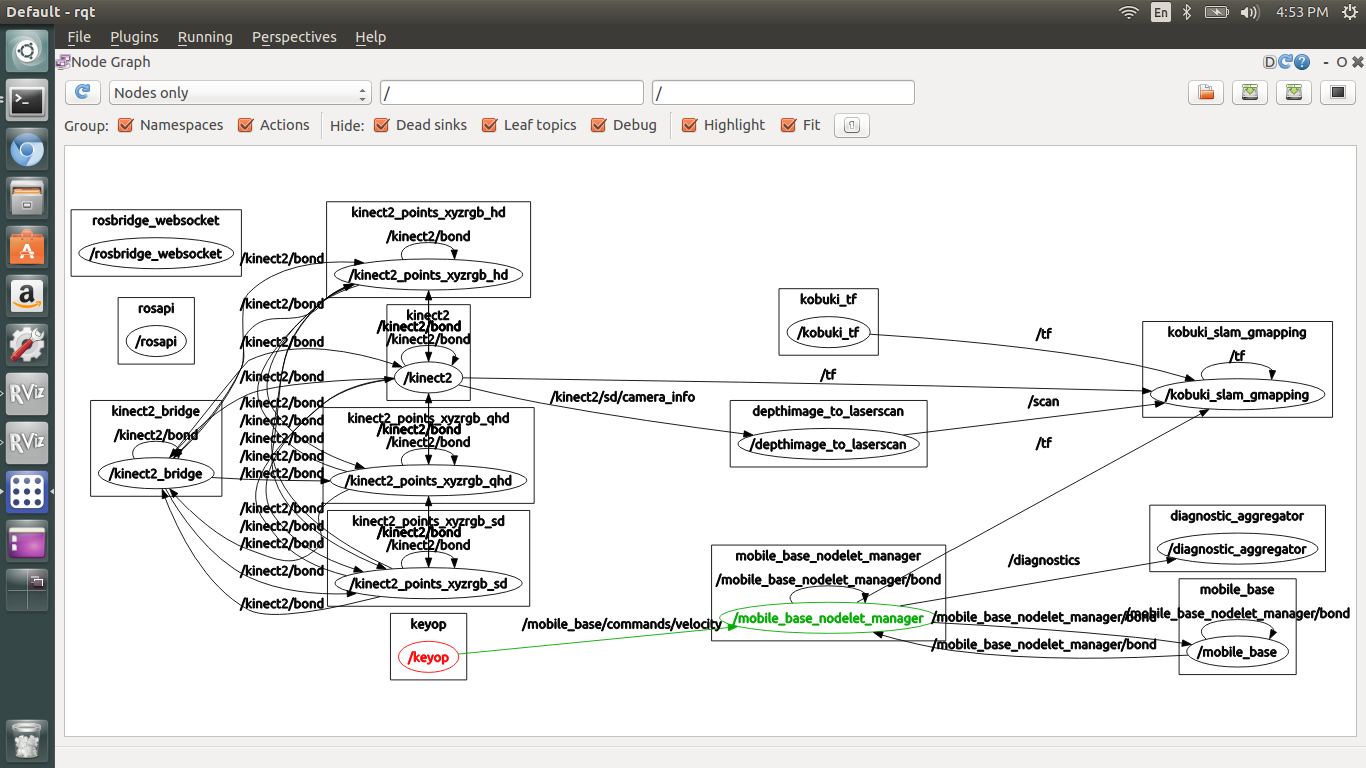 Default - rqt
En
4:53 PM
File Plugins Running Perspectives Help
Node Graph
D
- O
Nodes only
/
/
Group: Namespaces Actions Hide: Dead sinks Leaf topics Debug Highlight Fit
rosbridge_websocket
/rosbridge_websocket
rosapi
/rosapi
kinect2_bridge
/kinect2/bond
/kinect2_bridge
/kinect2/bond
/kinect2/bond
/kinect2/bond
/kinect2/bond
/kinect2/bond
/kinect2/bond
/kinect2/bond
/kinect2/bond
/kinect2/bond
/kinect2/bond
/kinect2/bond
/kinect2/bond
/kinect2/bond
/kinect2/bond
kinect2_points_xyzrgb_hd
/kinect2/bond
/kinect2_points_xyzrgb_hd
kinect2
/kinect2/bond
/kinect2/bond
/kinect2
kinect2_points_xyzrgb_qhd
/kinect2/bond
/kinect2/bond
/kinect2_points_xyzrgb_qhd
kinect2_points_xyzrgb_sd
/kinect2/bond
/kinect2/bond
/kinect2_points_xyzrgb_sd
keyop
/keyop
/kinect2/sd/camera_info
/mobile_base/commands/velocity
kobuki_tf
/kobuki_tf
/tf
depthimage_to_laserscan
/depthimage_to_laserscan
mobile_base_nodelet_manager
/mobile_base_nodelet_manager/bond
/mobile_base_nodelet_manager
/tf
/scan
/tf
/diagnostics
/mobile_base_nodelet_manager/bond
/mobile_base_nodelet_manager/bond
kobuki_slam_gmapping
/tf
/kobuki_slam_gmapping
diagnostic_aggregator
/diagnostic_aggregator
mobile_base
/mobile_base_nodelet_manager/bond
/mobile_base
RViz
RViz